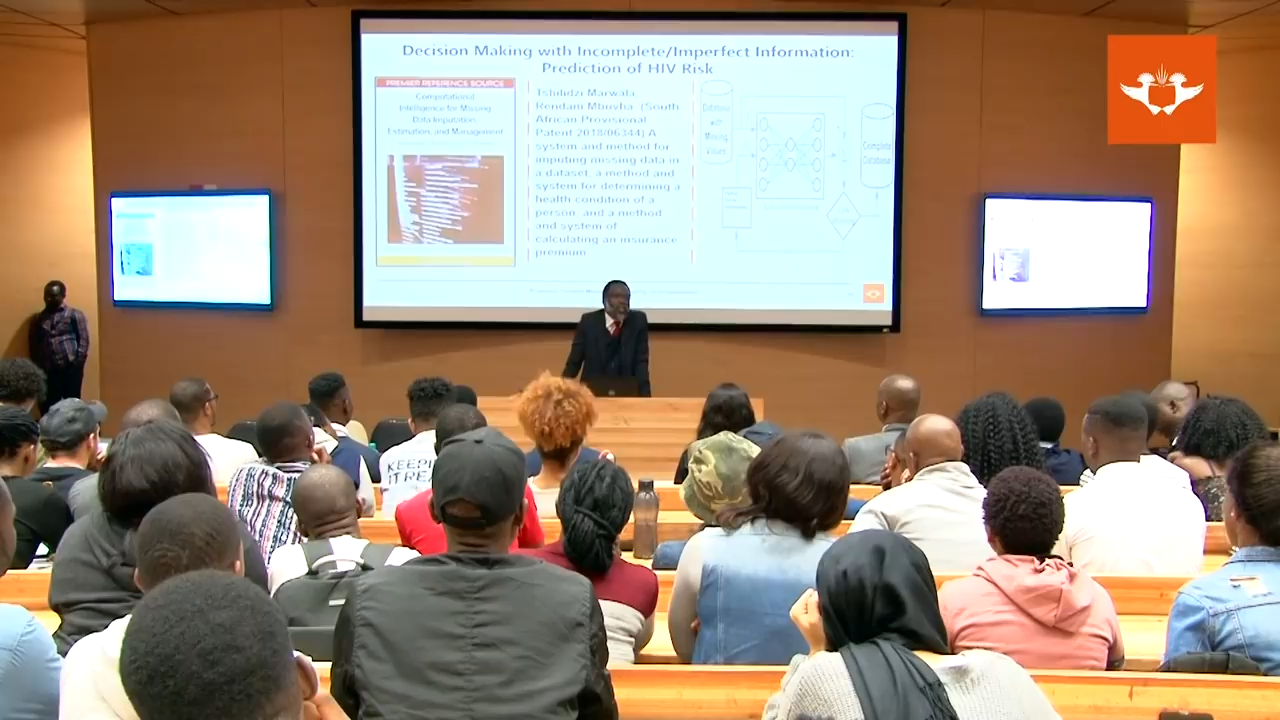 Decision Making with Incomplete/Imperfect Information:
Prediction of HIV Risk
PREMIER REFERENCE SOURCE
Computational
Intelligence for Missing
Data Imputation,
Estimation, and Management
Tshilidzi Marwala,
Rendani Mbuvha (South
African Provisional
Patent 2018/06344) A
system and method for
imputing missing data in
a dataset, a method and
system for determining a
health condition of a
person, and a method
and system of
calculating an insurance
premium
Database
with
Missing
Values
Complete
Database
KEEP